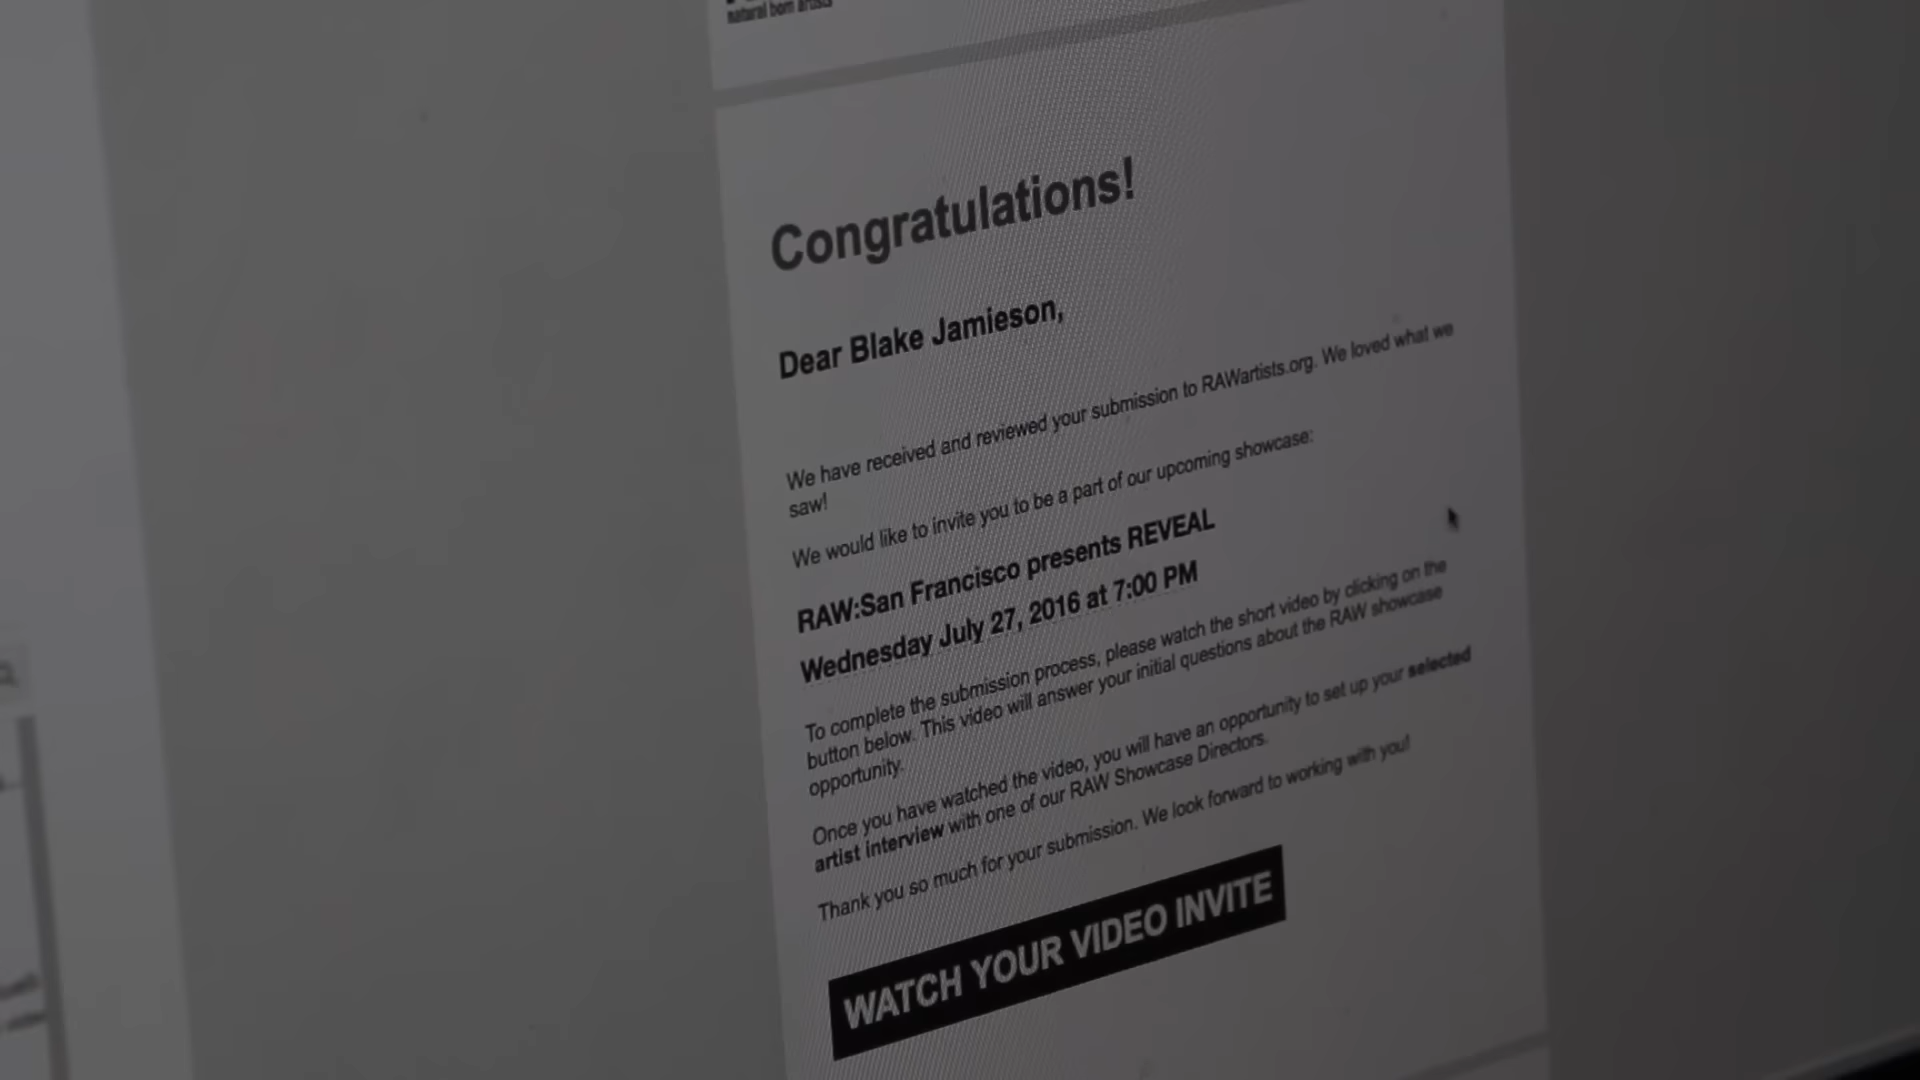 natural born artists
Congratulations!
Dear Blake Jamieson,
We have received and reviewed your submission to RAWartists.org. We loved what we
saw!
We would like to invite you to be a part of our upcoming showcase:
RAW:San Francisco presents REVEAL
Wednesday July 27, 2016 at 7:00 PM
To complete the submission process, please watch the short video by clicking on the
button below. This video will answer your initial questions about the RAW showcase
opportunity.
Once you have watched the video, you will have an opportunity to set up your selected
artist interview with one of our RAW Showcase Directors.
Thank you so much for your submission. We look forward to working with you!
WATCH YOUR VIDEO INVITE